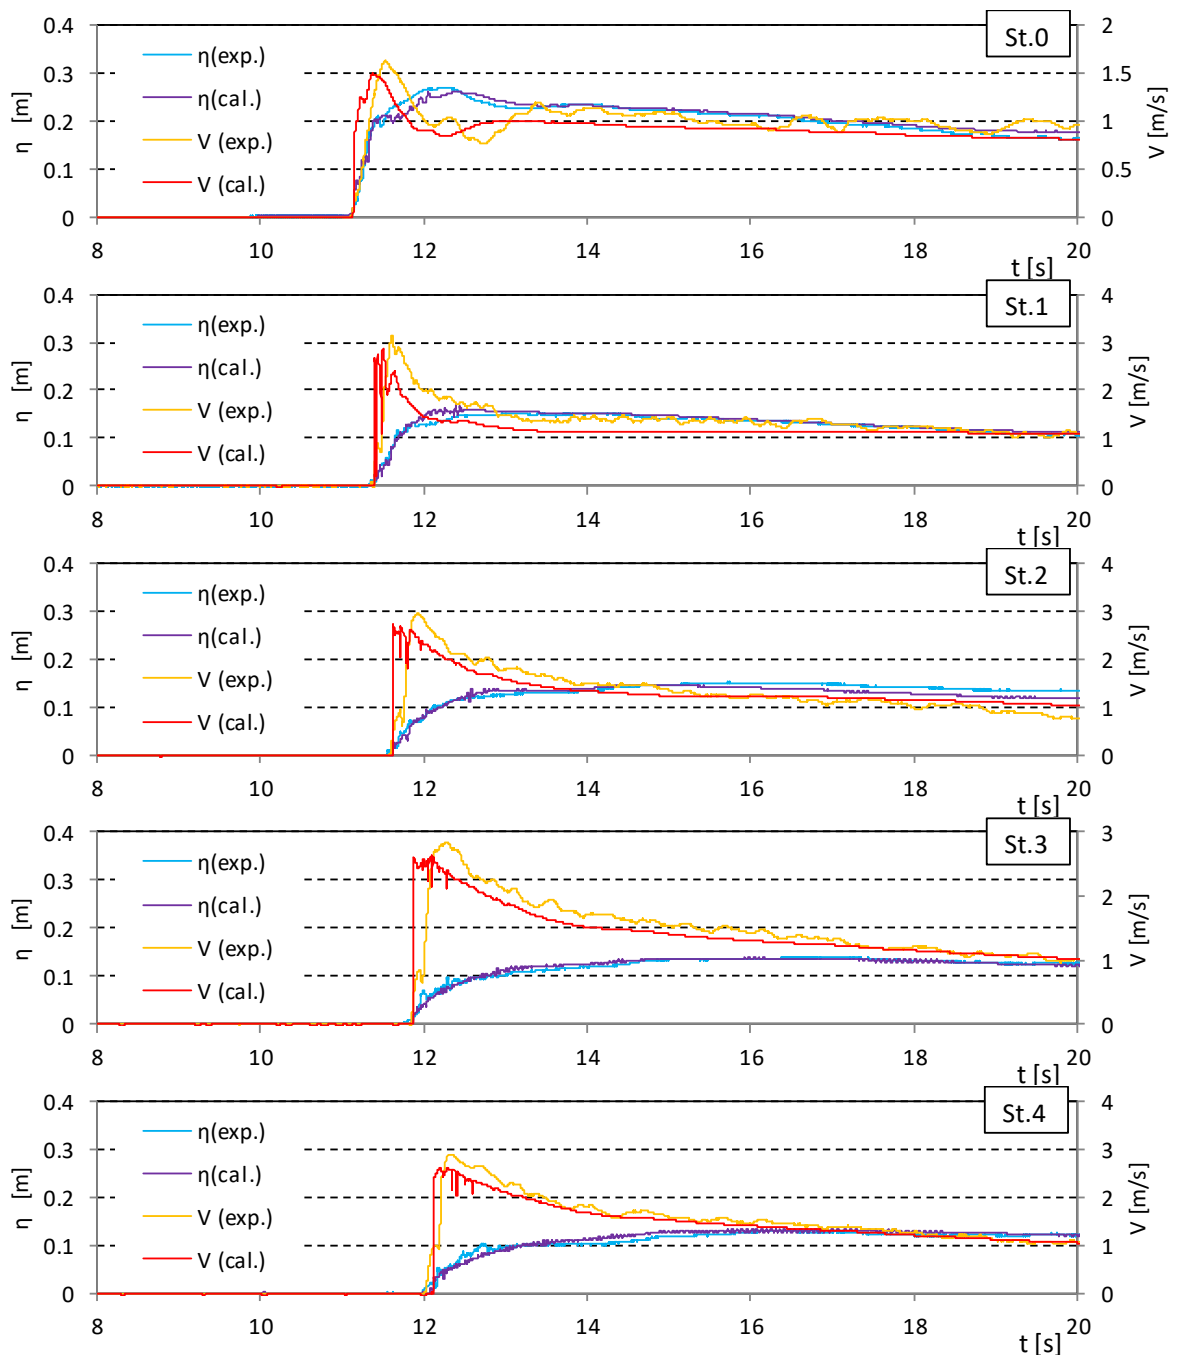 0.4
0.3
0.2
0.1
0
η [m]
η(exp.)
η(cal.)
V (exp.)
V (cal.)
St.0
2
1.5
1
0.5
0
V [m/s]
8 10 12 14 16 18 20
t [s]
0.4
0.3
0.2
0.1
0
η [m]
η(exp.)
η(cal.)
V (exp.)
V (cal.)
St.1
4
3
2
1
0
V [m/s]
8 10 12 14 16 18 20
t [s]
0.4
0.3
0.2
0.1
0
η [m]
η(exp.)
η(cal.)
V (exp.)
V (cal.)
St.2
4
3
2
1
0
V [m/s]
8 10 12 14 16 18 20
t [s]
0.4
0.3
0.2
0.1
0
η [m]
η(exp.)
η(cal.)
V (exp.)
V (cal.)
St.3
3
2
1
0
V [m/s]
8 10 12 14 16 18 20
t [s]
0.4
0.3
0.2
0.1
0
η [m]
η(exp.)
η(cal.)
V (exp.)
V (cal.)
St.4
4
3
2
1
0
V [m/s]
8 10 12 14 16 18 20
t [s]